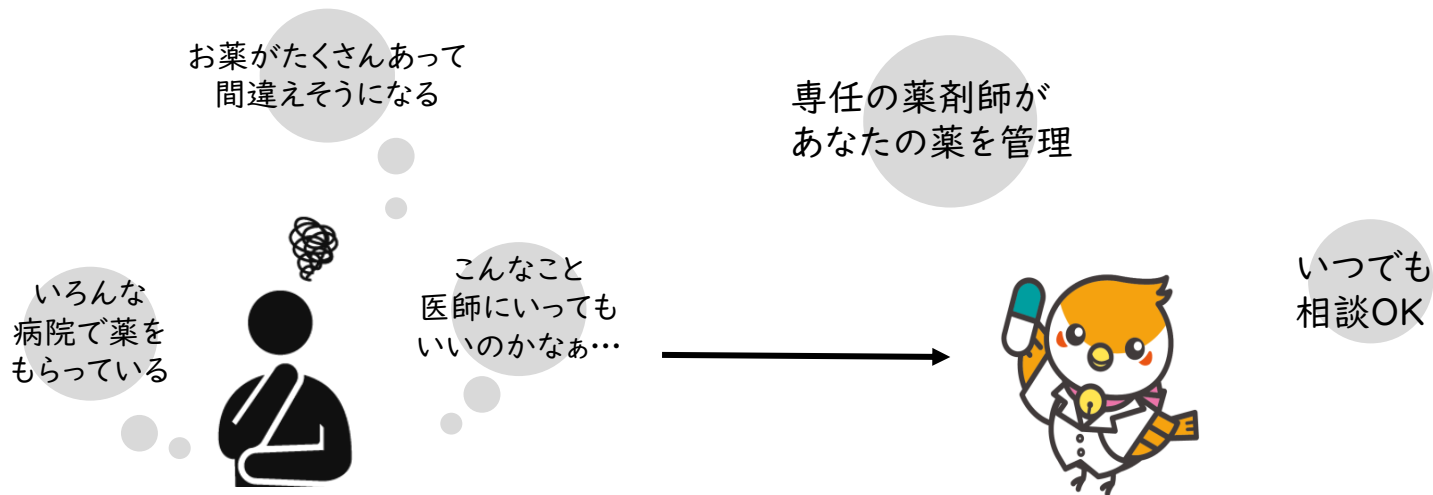 お薬がたくさんあって
間違えそうになる
いろんな
病院で薬を
もらっている
こんなこと
医師にいっても
いいのかなぁ…
専任の薬剤師が
あなたの薬を管理
いつでも
相談OK